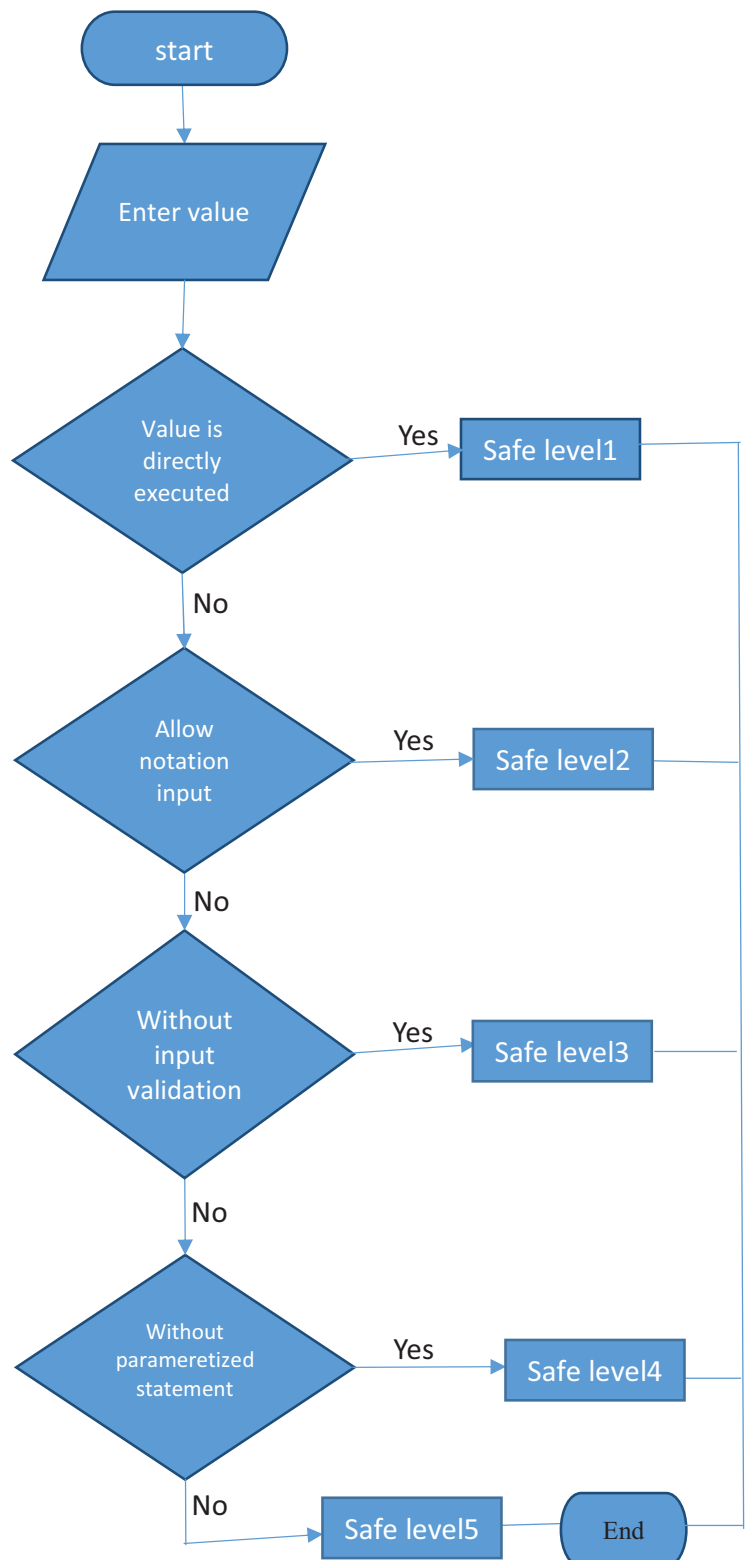 start
Enter value
Value is
directly
executed
Yes
Safe level1
No
Allow
notation
input
Yes
Safe level2
No
Without
input
validation
Yes
Safe level3
No
Without
parameretized
statement
Yes
Safe level4
No
Safe level5
End